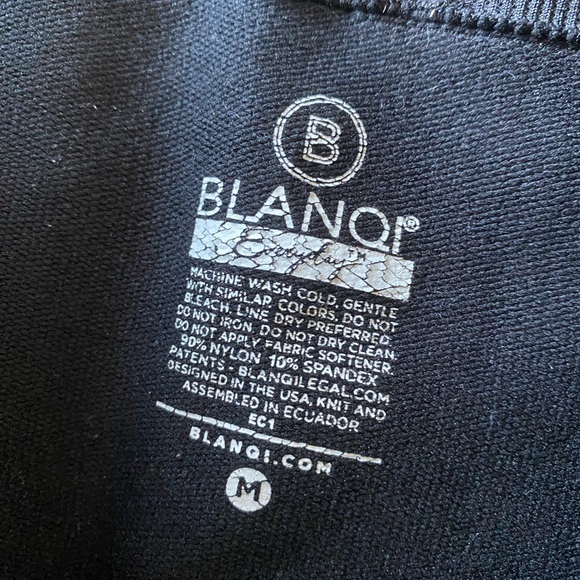 B
BLANQI®
Everyday™
MACHINE WASH COLD, GENTLE
WITH SIMILAR COLORS. DO NOT
BLEACH. LINE DRY PREFERRED.
DO NOT IRON. DO NOT DRY CLEAN.
DO NOT APPLY FABRIC SOFTENER.
90% NYLON 10% SPANDEX
PATENTS - BLANQILEGAL.COM
DESIGNED IN THE USA, KNIT AND
ASSEMBLED IN ECUADOR
EC1
BLANQI.COM
M